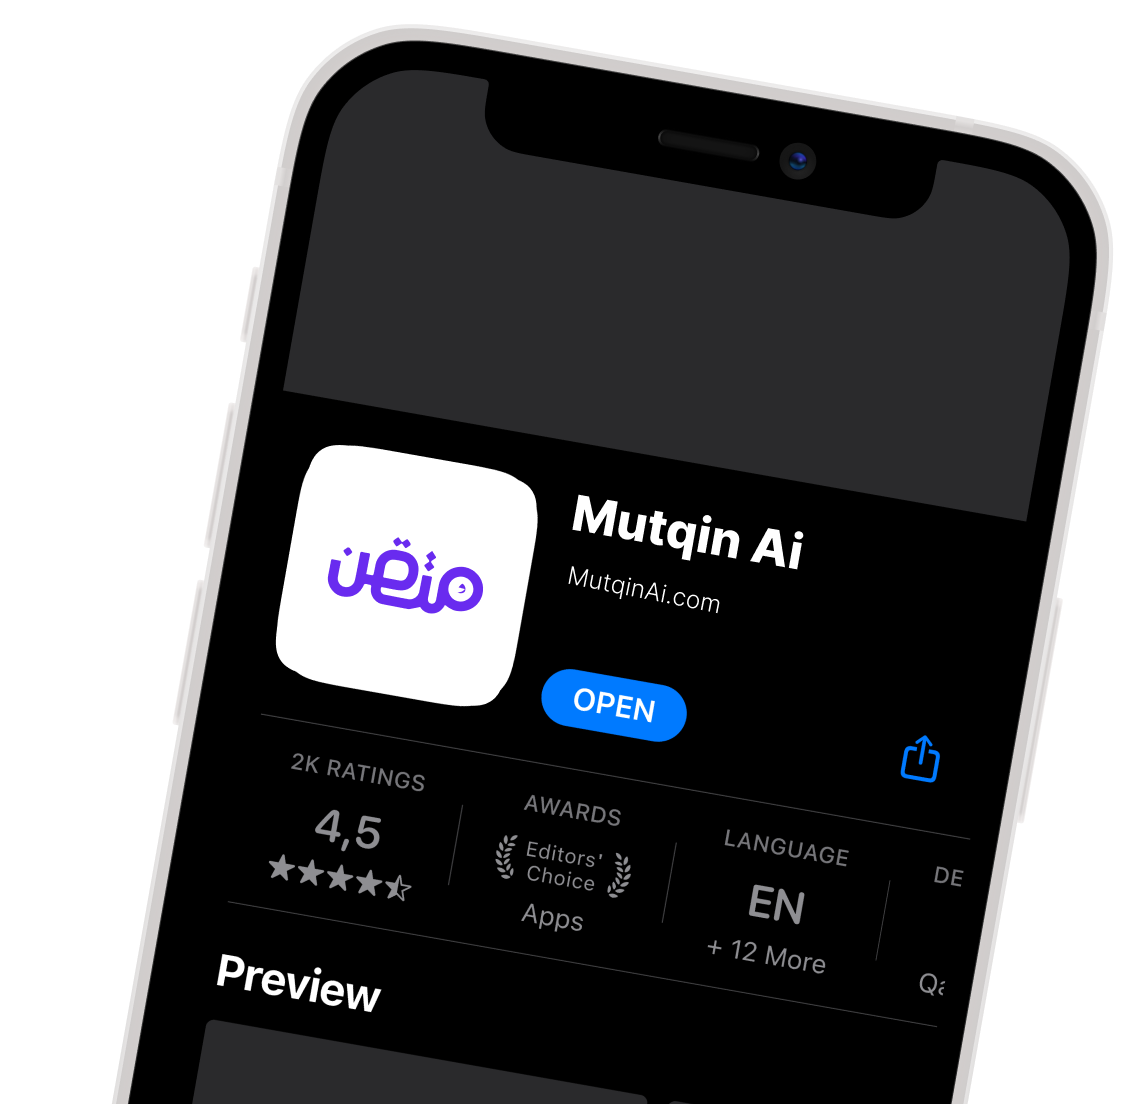 متقن
Mutqin Ai
MutqinAi.com
OPEN
2K RATINGS
4,5
AWARDS
Editors'
Choice
Apps
LANGUAGE
EN
+ 12 More
DE
Preview